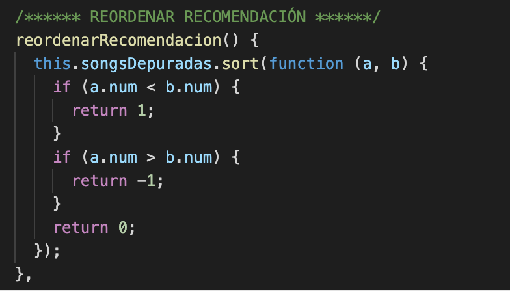 /****** REORDENAR RECOMENDACIÓN ******/
reordenarRecomendacion() {
  this.songsDepuradas.sort(function (a, b) {
    if (a.num < b.num) {
      return 1;
    }
    if (a.num > b.num) {
      return -1;
    }
    return 0;
  });
},